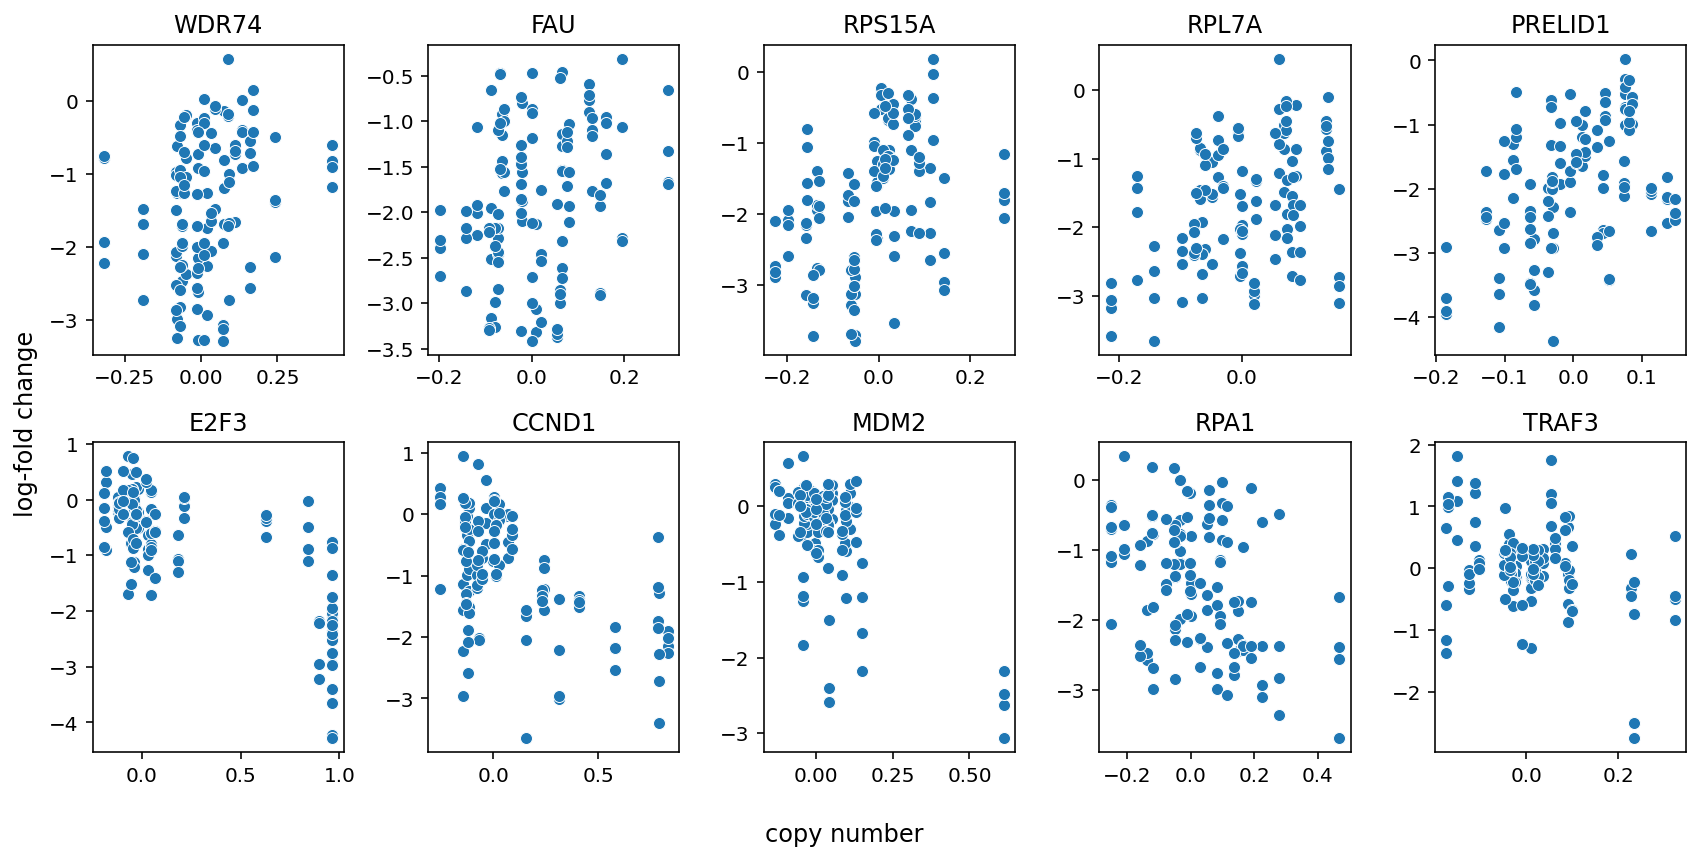 WDR74 FAU RPS15A RPL7A PRELID1
0 −1 −2 −3
−0.25 0.00 0.25
−0.5 −1.0 −1.5 −2.0 −2.5 −3.0 −3.5
−0.2 0.0 0.2
0 −1 −2 −3
−0.2 0.0 0.2
0 −1 −2 −3
−0.2 0.0
0 −1 −2 −3 −4
−0.2 −0.1 0.0 0.1
log-fold change
E2F3 CCND1 MDM2 RPA1 TRAF3
1 0 −1 −2 −3 −4
0.0 0.5 1.0
1 0 −1 −2 −3
0.0 0.5
0 −1 −2 −3
0.00 0.25 0.50
0 −1 −2 −3
−0.2 0.0 0.2 0.4
2 1 0 −1 −2
0.0 0.2
copy number